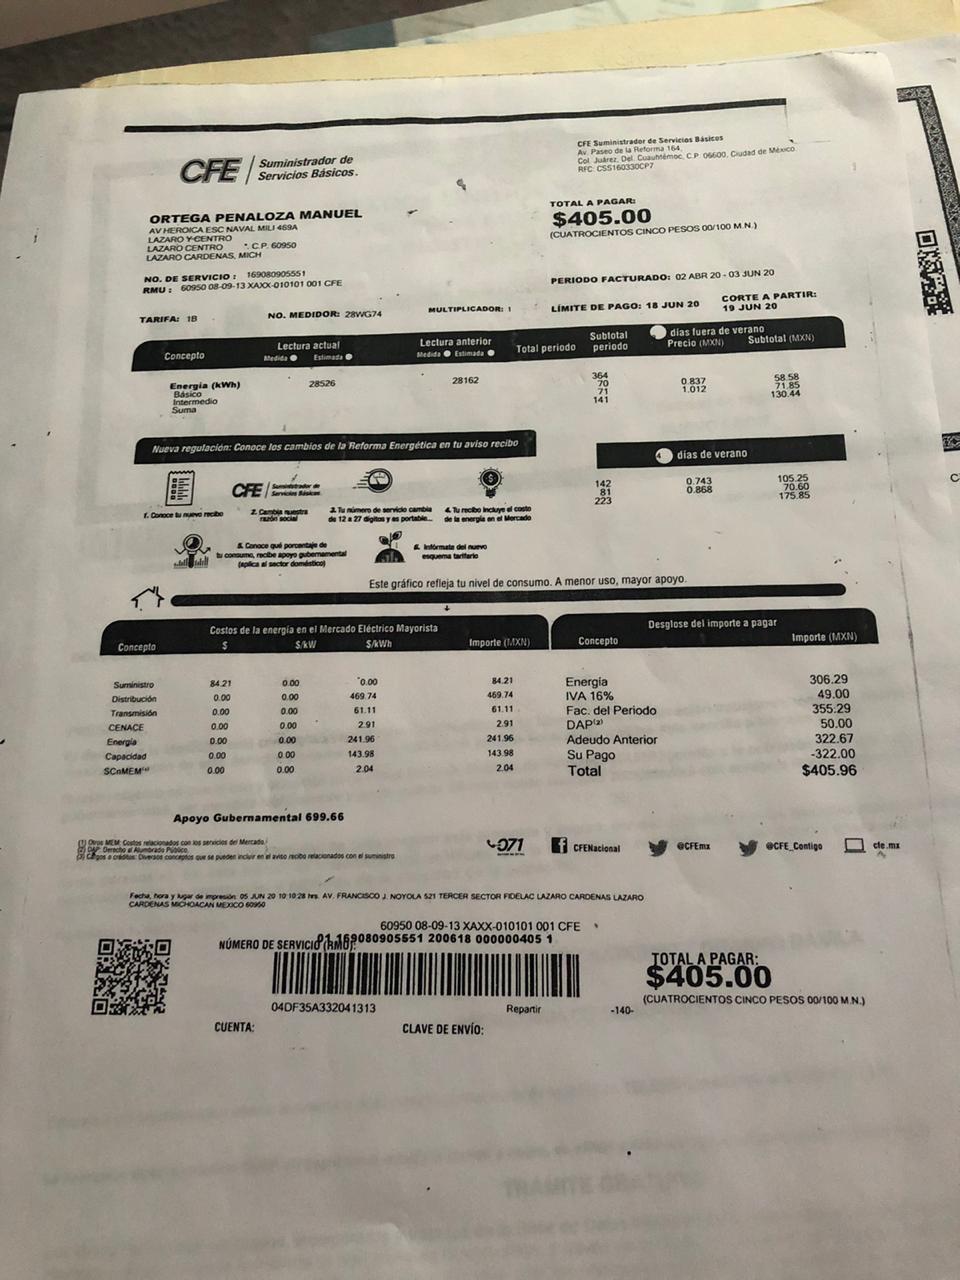 CFE Suministrador de Servicios Básicos.
CFE Suministrador de Servicios Básicos
Av. Paseo de la Reforma 164,
Col. Juárez, Del. Cuauhtémoc, C.P. 06600, Ciudad de México.
RFC: CSS160330CP7
ORTEGA PENALOZA MANUEL
AV HEROICA ESC NAVAL MILI 469A
LAZARO Y CENTRO
LAZARO CENTRO C.P. 60950
LAZARO CARDENAS, MICH
TOTAL A PAGAR:
$405.00
(CUATROCIENTOS CINCO PESOS 00/100 M.N.)
NO. DE SERVICIO : 169080905551
RMU : 60950 08-09-13 XAXX-010101 001 CFE
PERIODO FACTURADO: 02 ABR 20 - 03 JUN 20
TARIFA: 1B NO. MEDIDOR: 28WG74 MULTIPLICADOR: 1
LÍMITE DE PAGO: 18 JUN 20 CORTE A PARTIR:
19 JUN 20
Concepto Lectura actual Medida Estimada Lectura anterior Medida Estimada Total periodo Subtotal periodo días fuera de verano Precio (MXN) Subtotal (MXN)
Energía (kWh) 28526 28162 364
Básico 70 0.837 58.58
Intermedio 71 1.012 71.85
Suma 141 130.44
Nueva regulación: Conoce los cambios de la Reforma Energética en tu aviso recibo
4 días de verano
142 0.743 105.25
81 0.868 70.60
223 175.85
CFE Suministrador de Servicios Básicos
1. Conoce tu nuevo recibo
2. Cambia nuestra razón social
3. Tu número de servicio cambia de 12 a 27 dígitos y es portable...
4. Tu recibo incluye el costo de la energía en el Mercado
5. Conoce qué porcentaje de tu consumo, recibe apoyo gubernamental (aplica al sector doméstico)
6. Infórmate del nuevo esquema tarifario
Este gráfico refleja tu nivel de consumo. A menor uso, mayor apoyo.
Costos de la energía en el Mercado Eléctrico Mayorista
Concepto $ $/kW $/kWh Importe (MXN)
Suministro 84.21 0.00 0.00 84.21
Distribución 0.00 0.00 469.74 469.74
Transmisión 0.00 0.00 61.11 61.11
CENACE 0.00 0.00 2.91 2.91
Energía 0.00 0.00 241.96 241.96
Capacidad 0.00 0.00 143.98 143.98
SCnMEM 0.00 0.00 2.04 2.04
Desglose del importe a pagar
Concepto Importe (MXN)
Energía 306.29
IVA 16% 49.00
Fac. del Periodo 355.29
DAP(2) 50.00
Adeudo Anterior 322.67
Su Pago -322.00
Total $405.96
Apoyo Gubernamental 699.66
(1) Otros MEM: Costos relacionados con los servicios del Mercado.
(2) DAP: Derecho al Alumbrado Público.
(3) Cargos o créditos: Diversos conceptos que se pueden incluir en el aviso recibo relacionados con el suministro.
071 CFENacional @CFEmx @CFE_Contigo cfe.mx
Fecha, hora y lugar de impresión: 05 JUN 20 10:10:28 hrs. AV. FRANCISCO J. NOYOLA 521 TERCER SECTOR FIDELAC LAZARO CARDENAS LAZARO
CARDENAS MICHOACAN MEXICO 60950
60950 08-09-13 XAXX-010101 001 CFE
NÚMERO DE SERVICIO (RMU):
01 169080905551 200618 000000405 1
TOTAL A PAGAR:
$405.00
(CUATROCIENTOS CINCO PESOS 00/100 M.N.)
04DF35A332041313 Repartir -140-
CUENTA: CLAVE DE ENVÍO: